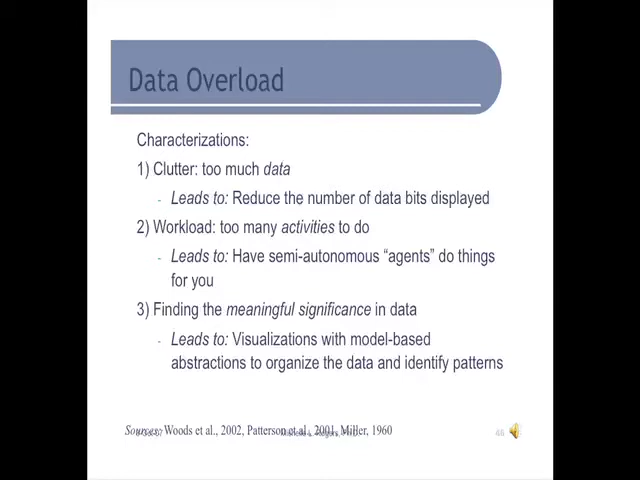 Data Overload
Characterizations:
1) Clutter: too much data
- Leads to: Reduce the number of data bits displayed
2) Workload: too many activities to do
- Leads to: Have semi-autonomous “agents” do things
for you
3) Finding the meaningful significance in data
- Leads to: Visualizations with model-based
abstractions to organize the data and identify patterns
Sources: Woods et al., 2002, Patterson et al., 2001, Miller, 1960
46